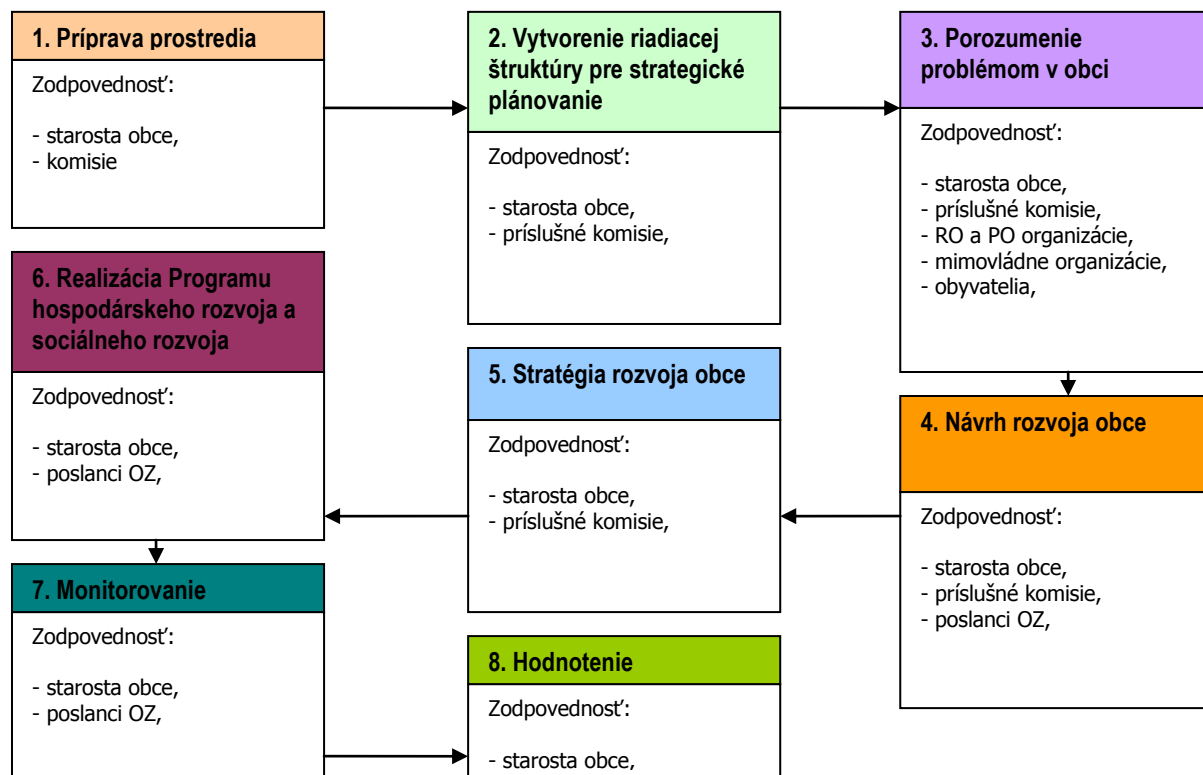 1. Príprava prostredia
Zodpovednosť:
- starosta obce,
- komisie
2. Vytvorenie riadiacej
štruktúry pre strategické
plánovanie
Zodpovednosť:
- starosta obce,
- príslušné komisie,
3. Porozumenie
problémom v obci
Zodpovednosť:
- starosta obce,
- príslušné komisie,
- RO a PO organizácie,
- mimovládne organizácie,
- obyvatelia,
4. Návrh rozvoja obce
Zodpovednosť:
- starosta obce,
- príslušné komisie,
- poslanci OZ,
5. Stratégia rozvoja obce
Zodpovednosť:
- starosta obce,
- príslušné komisie,
6. Realizácia Programu
hospodárskeho rozvoja a
sociálneho rozvoja
Zodpovednosť:
- starosta obce,
- poslanci OZ,
7. Monitorovanie
Zodpovednosť:
- starosta obce,
- poslanci OZ,
8. Hodnotenie
Zodpovednosť:
- starosta obce,